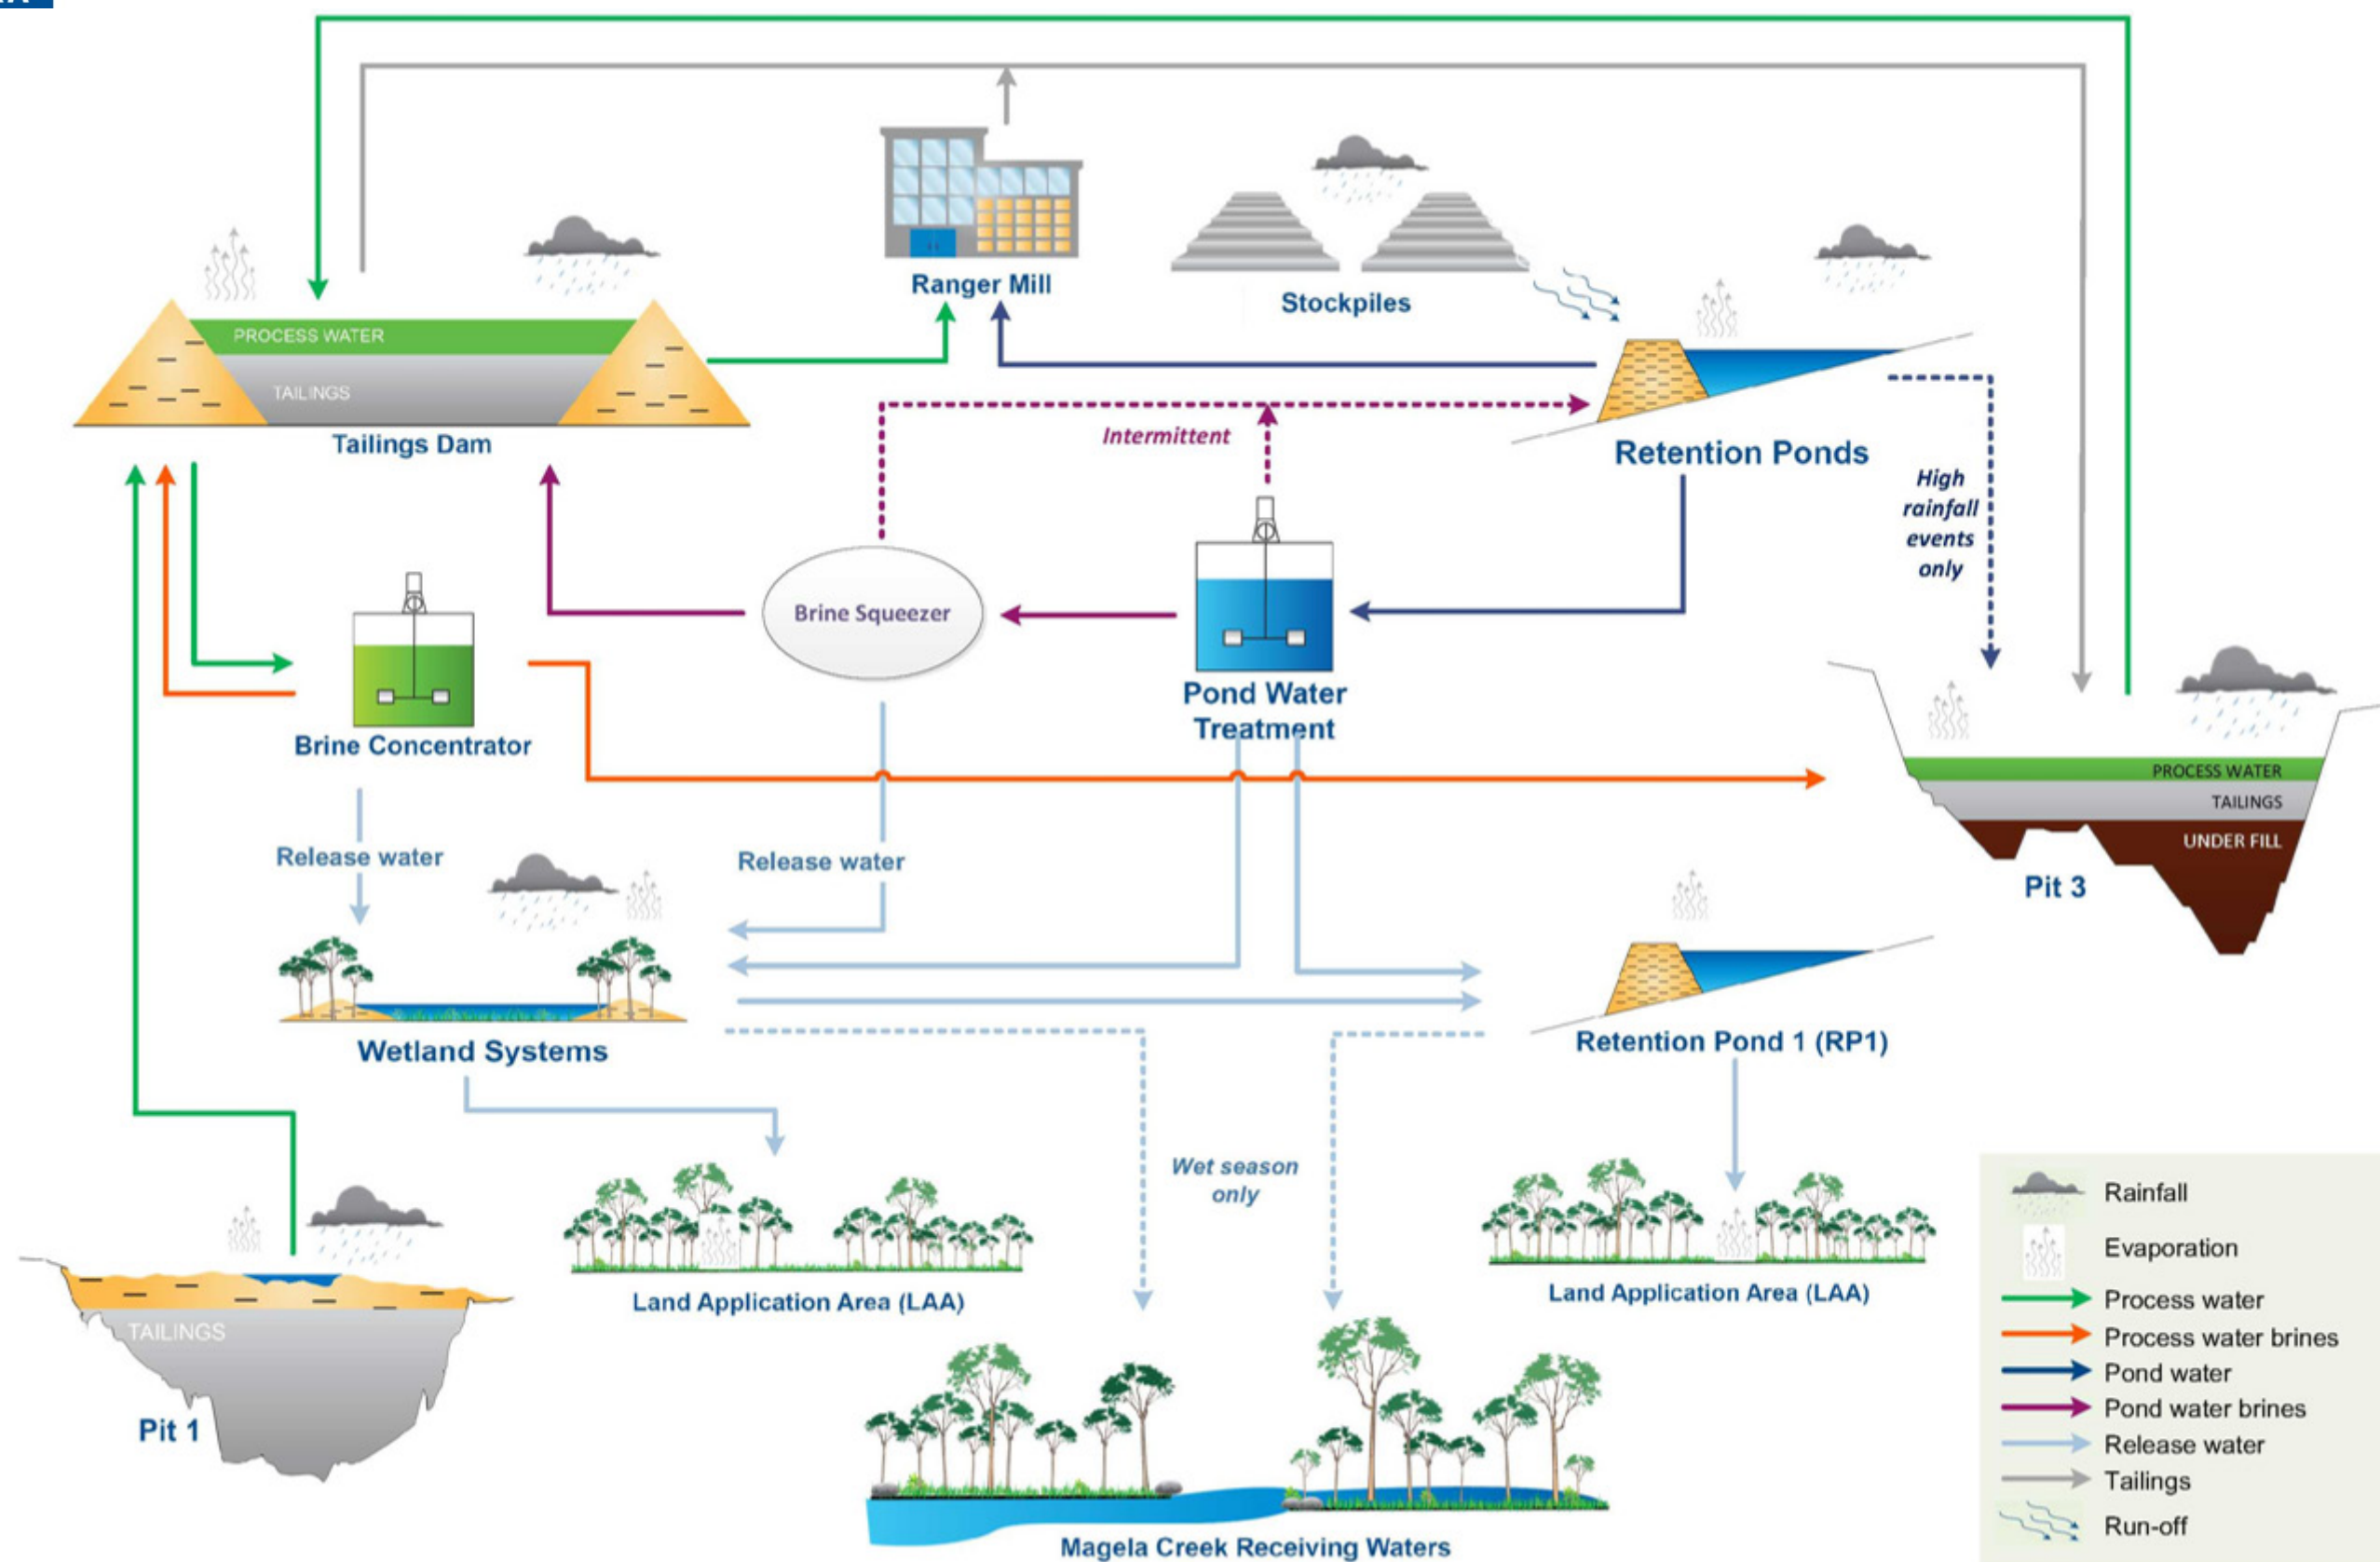 Ranger Mill
Stockpiles
PROCESS WATER
TAILINGS
Tailings Dam
Intermittent
Retention Ponds
High
rainfall
events
only
Brine Squeezer
Pond Water
Treatment
Brine Concentrator
PROCESS WATER
TAILINGS
UNDER FILL
Pit 3
Release water
Release water
Wetland Systems
Retention Pond 1 (RP1)
Wet season
only
Land Application Area (LAA)
Land Application Area (LAA)
TAILINGS
Pit 1
Magela Creek Receiving Waters
Rainfall
Evaporation
Process water
Process water brines
Pond water
Pond water brines
Release water
Tailings
Run-off